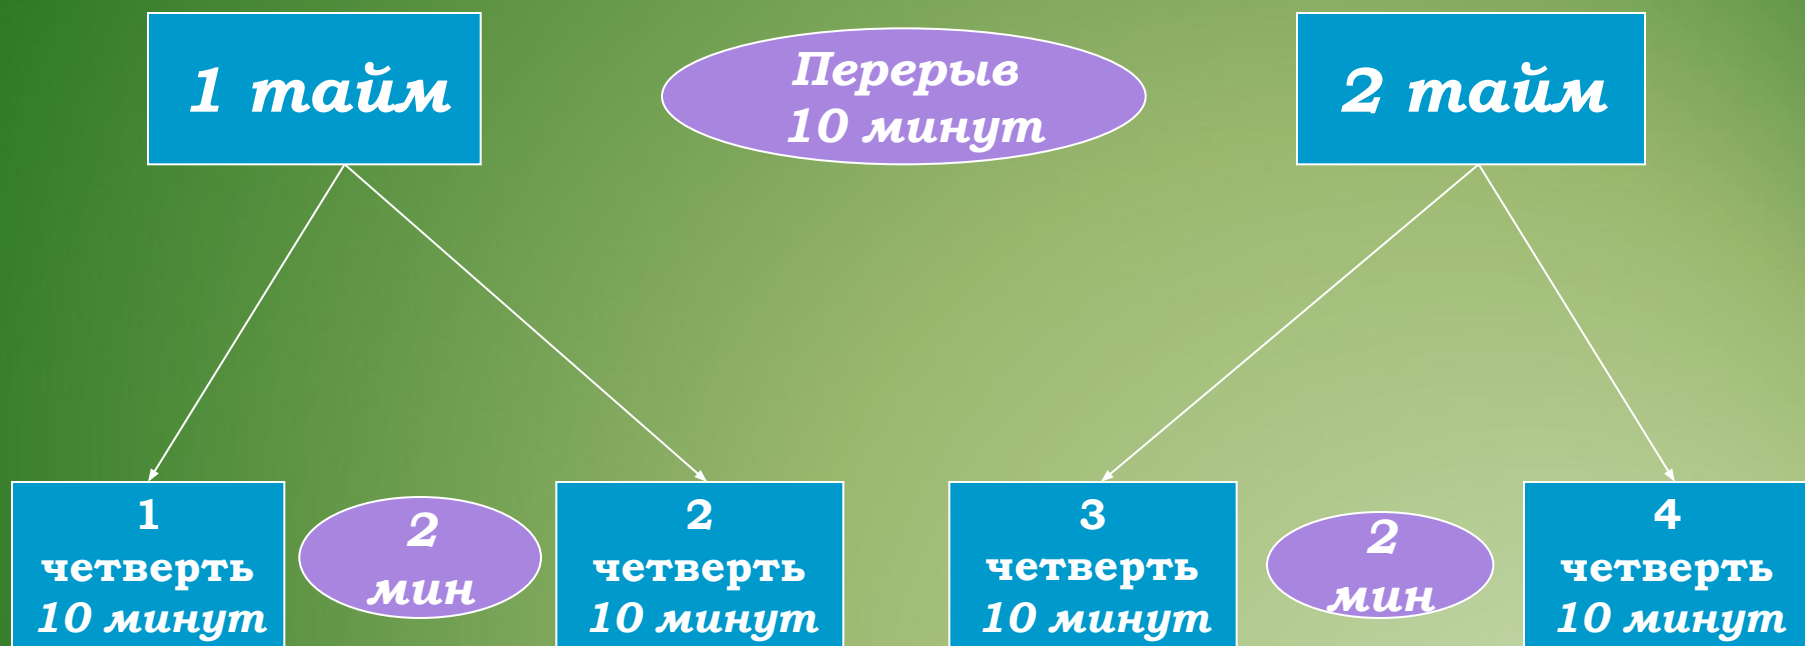 1 тайм
Перерыв
10 минут
2 тайм
1
четверть
10 минут
2
мин
2
четверть
10 минут
3
четверть
10 минут
2
мин
4
четверть
10 минут